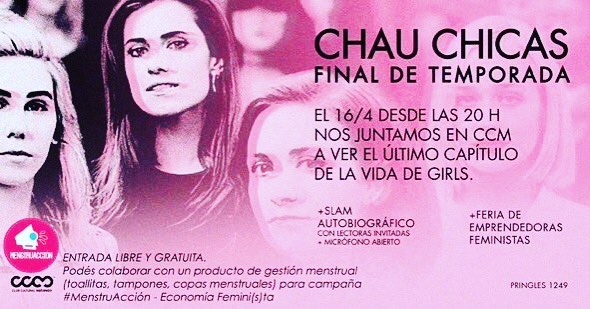 CHAU CHICAS
FINAL DE TEMPORADA
EL 16/4 DESDE LAS 20 H
NOS JUNTAMOS EN CCM
A VER EL ÚLTIMO CAPÍTULO
DE LA VIDA DE GIRLS.
+SLAM
AUTOBIOGRÁFICO
CON LECTORAS INVITADAS
+ MICRÓFONO ABIERTO
+FERIA DE
EMPRENDEDORAS
FEMINISTAS
MENSTRUACCIÓN
ENTRADA LIBRE Y GRATUITA.
Podés colaborar con un producto de gestión menstrual
(toallitas, tampones, copas menstruales) para campaña
#MenstruAcción - Economía Femini(s)ta
PRINGLES 1249